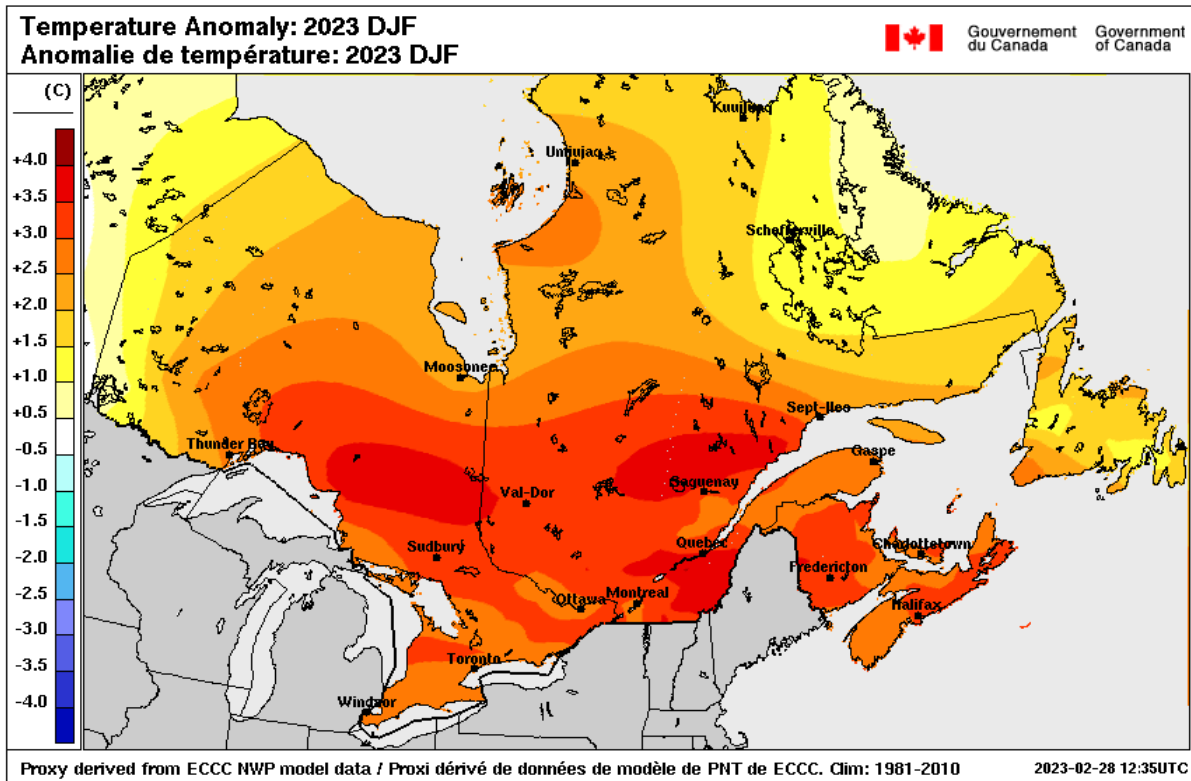 Temperature Anomaly: 2023 DJF
Anomalie de température: 2023 DJF
Gouvernement du Canada
Government of Canada
(C)
+4.0
+3.5
+3.0
+2.5
+2.0
+1.5
+1.0
+0.5
-0.5
-1.0
-1.5
-2.0
-2.5
-3.0
-3.5
-4.0
Kuujjuaq
Umiujaq
Schefferville
Moosonee
Sept-Iles
Thunder Bay
Gaspe
Saguenay
Val-Dor
Quebec
Charlottetown
Sudbury
Fredericton
Ottawa
Montreal
Halifax
Toronto
Windsor
Proxy derived from ECCC NWP model data / Proxi dérivé de données de modèle de PNT de ECCC. Clim: 1981-2010
2023-02-28 12:35UTC